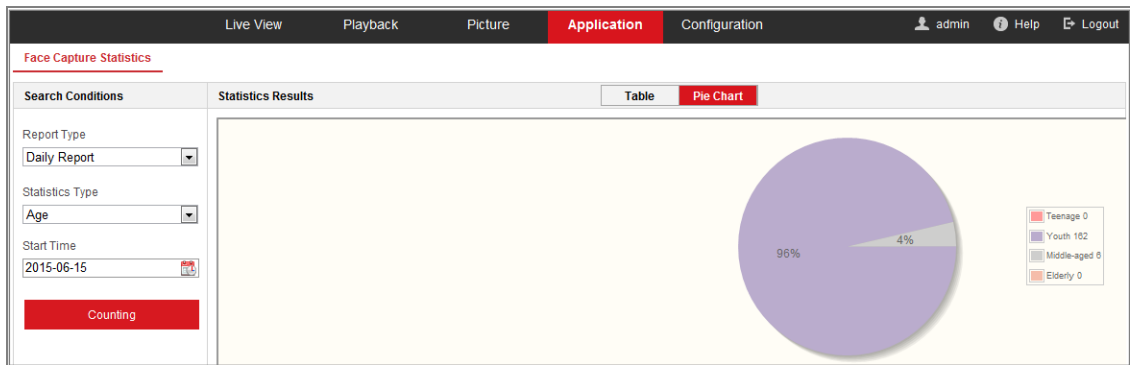 Live View Playback Picture Application Configuration admin Help Logout
Face Capture Statistics
Search Conditions
Statistics Results
Table Pie Chart
Report Type
Daily Report
Statistics Type
Age
Start Time
2015-06-15
Counting
96%
4%
Teenage 0
Youth 162
Middle-aged 6
Elderly 0